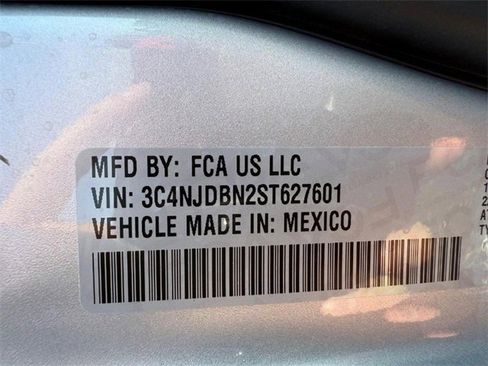 MFD BY: FCA US LLC
VIN: 3C4NJDBN2ST627601
VEHICLE MADE IN: MEXICO